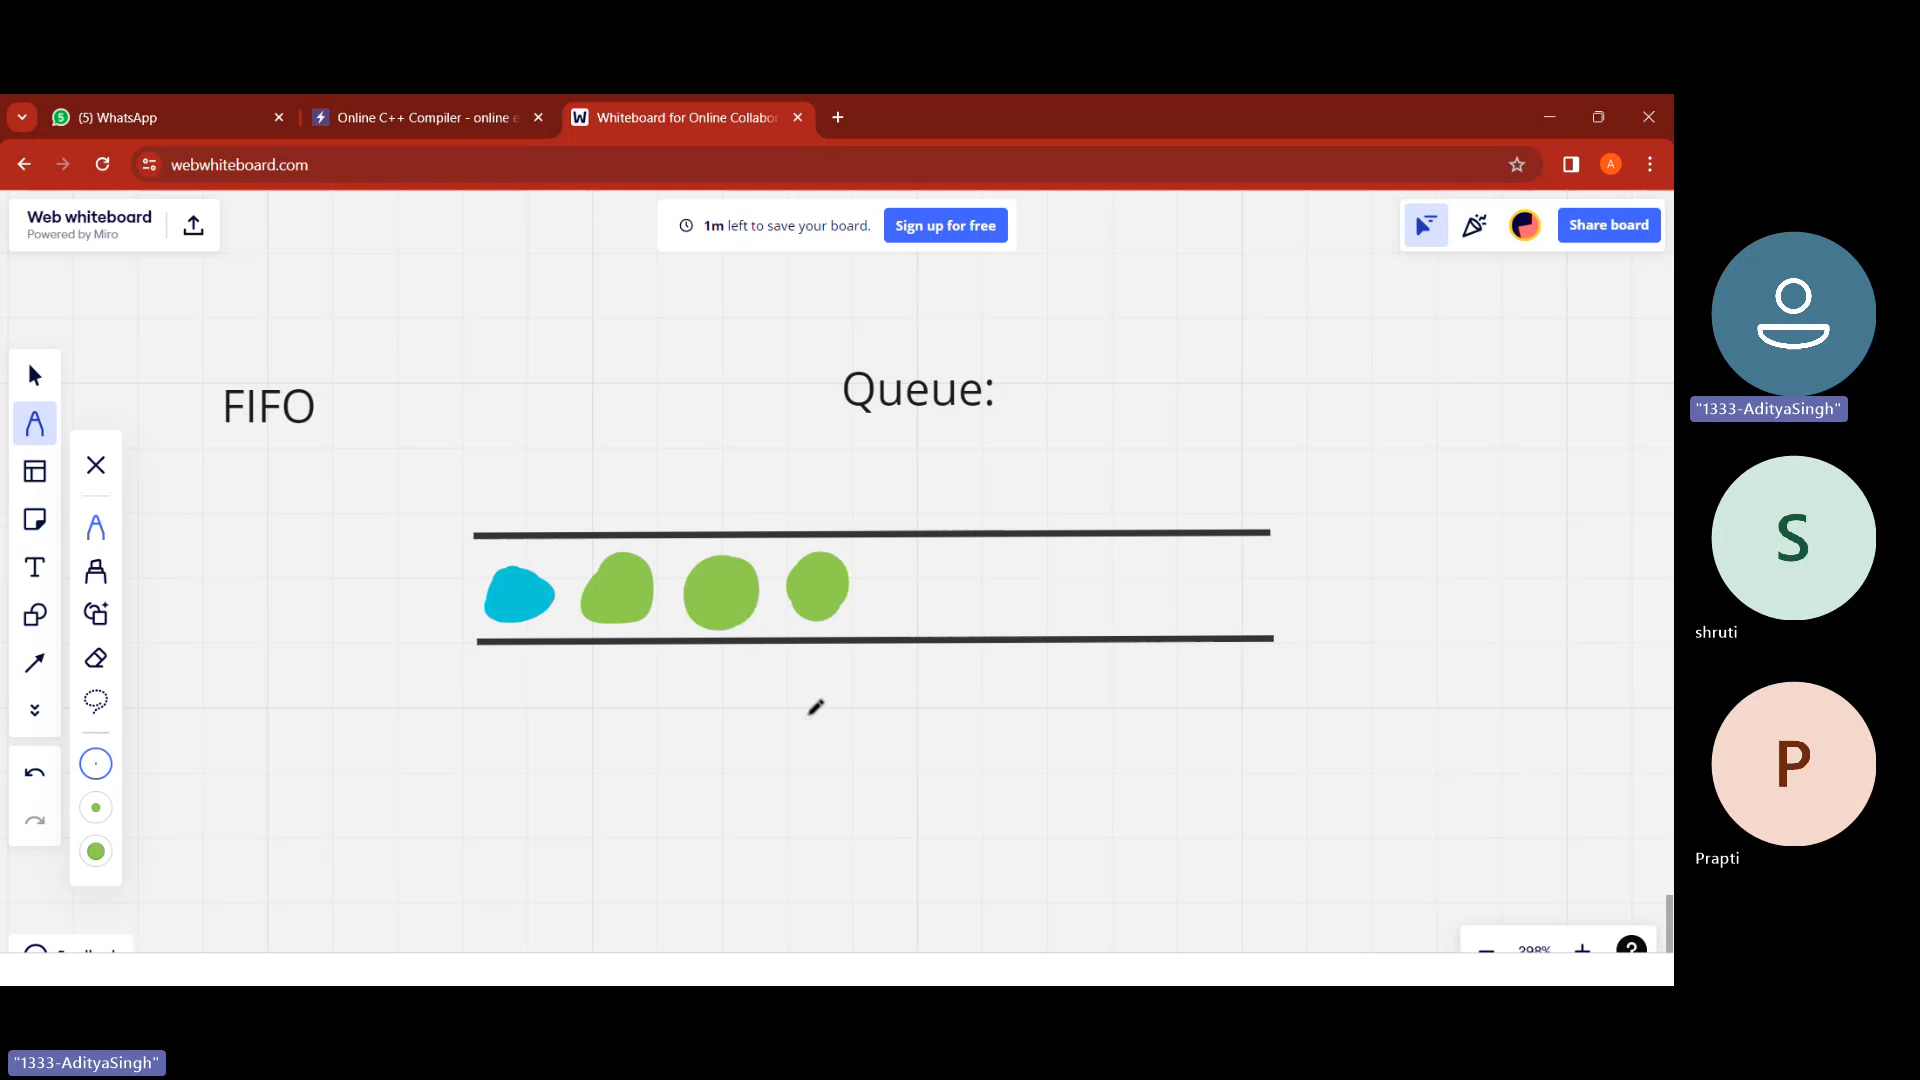 (5) WhatsApp
Online C++ Compiler - online e
Whiteboard for Online Collabor
webwhiteboard.com
A
Web whiteboard
Powered by Miro
1m left to save your board.
Sign up for free
Share board
FIFO
Queue:
298%
"1333-AdityaSingh"
S
shruti
P
Prapti
"1333-AdityaSingh"